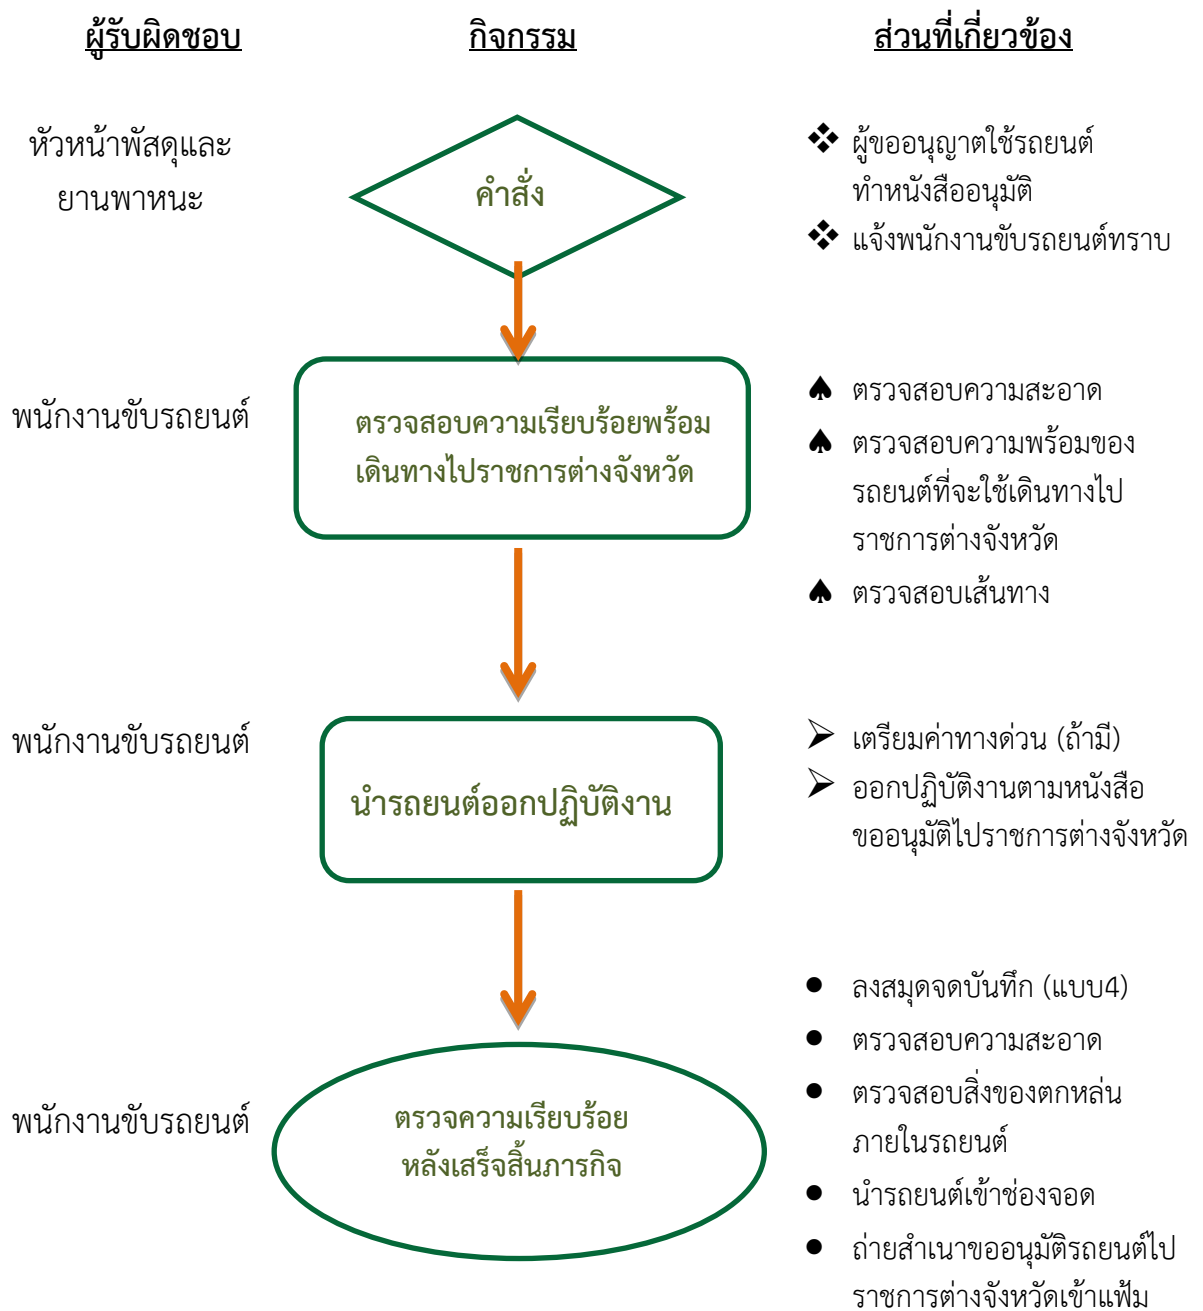 ผู้รับผิดชอบ
กิจกรรม
ส่วนที่เกี่ยวข้อง
หัวหน้าพัสดุและ
ยานพาหนะ
คำสั่ง
ผู้ขออนุญาตใช้รถยนต์
ทำหนังสืออนุมัติ
แจ้งพนักงานขับรถยนต์ทราบ
พนักงานขับรถยนต์
ตรวจสอบความเรียบร้อยพร้อม
เดินทางไปราชการต่างจังหวัด
ตรวจสอบความสะอาด
ตรวจสอบความพร้อมของ
รถยนต์ที่จะใช้เดินทางไป
ราชการต่างจังหวัด
ตรวจสอบเส้นทาง
พนักงานขับรถยนต์
นำรถยนต์ออกปฏิบัติงาน
เตรียมค่าทางด่วน (ถ้ามี)
ออกปฏิบัติงานตามหนังสือ
ขออนุมัติไปราชการต่างจังหวัด
พนักงานขับรถยนต์
ตรวจความเรียบร้อย
หลังเสร็จสิ้นภารกิจ
ลงสมุดจดบันทึก (แบบ4)
ตรวจสอบความสะอาด
ตรวจสอบสิ่งของตกหล่น
ภายในรถยนต์
นำรถยนต์เข้าช่องจอด
ถ่ายสำเนาขออนุมัติรถยนต์ไป
ราชการต่างจังหวัดเข้าแฟ้ม